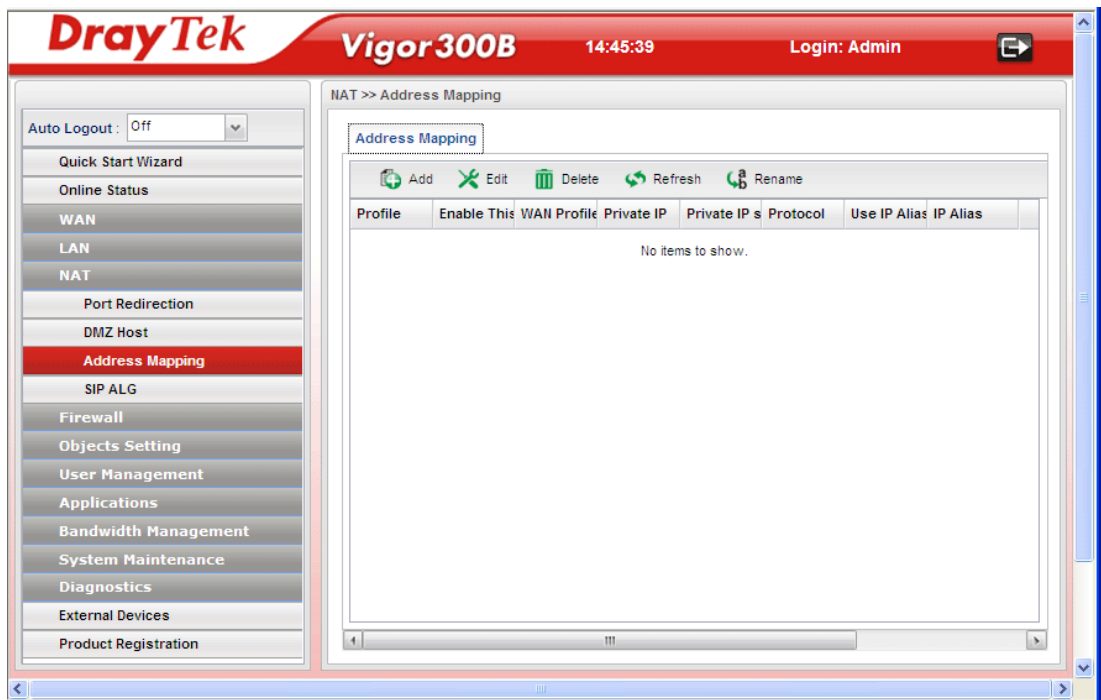 DrayTek Vigor300B 14:45:39 Login: Admin
NAT >> Address Mapping
Auto Logout : Off
Quick Start Wizard
Online Status
WAN
LAN
NAT
Port Redirection
DMZ Host
Address Mapping
SIP ALG
Firewall
Objects Setting
User Management
Applications
Bandwidth Management
System Maintenance
Diagnostics
External Devices
Product Registration
Address Mapping
Add Edit Delete Refresh Rename
Profile Enable This WAN Profile Private IP Private IP s Protocol Use IP Alias IP Alias
No items to show.